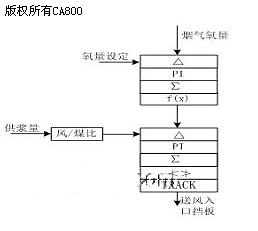 版权所有CA800
烟气氧量
氧量设定
△
PI
Σ
f(x)
供浆量
风/煤比
△
PI
Σ
TRACK
送风入
口挡板